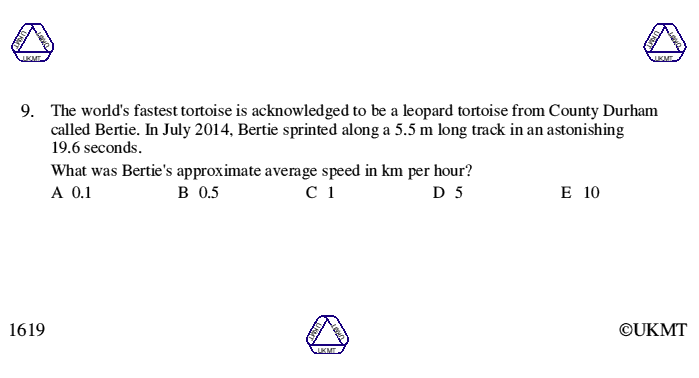 UKMT UKMT UKMT UKMT UKMT UKMT
9. The world's fastest tortoise is acknowledged to be a leopard tortoise from County Durham
called Bertie. In July 2014, Bertie sprinted along a 5.5 m long track in an astonishing
19.6 seconds.
What was Bertie's approximate average speed in km per hour?
A 0.1 B 0.5 C 1 D 5 E 10
1619 UKMT UKMT UKMT ©UKMT